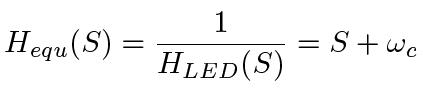 $H_{equ}(S) = \frac{1}{H_{LED}(S)} = S + \omega_c$